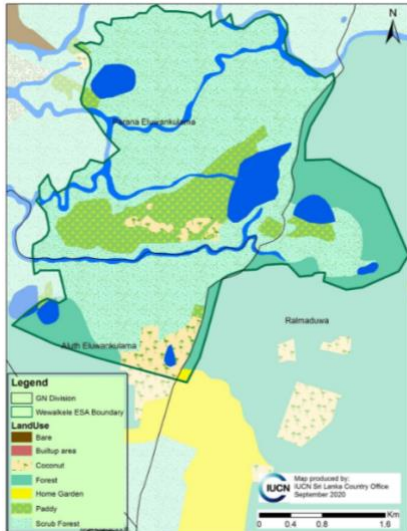 N
Parana Eluwankulama
Ralmaduwa
Aluth Eluwankulama
Legend
GN Division
Wewalkele ESA Boundary
LandUse
Bare
Builtup area
Coconut
Forest
Home Garden
Paddy
Scrub Forest
IUCN
Map produced by:
IUCN Sri Lanka Country Office
September 2020
Km
0 0.4 0.8 1.6